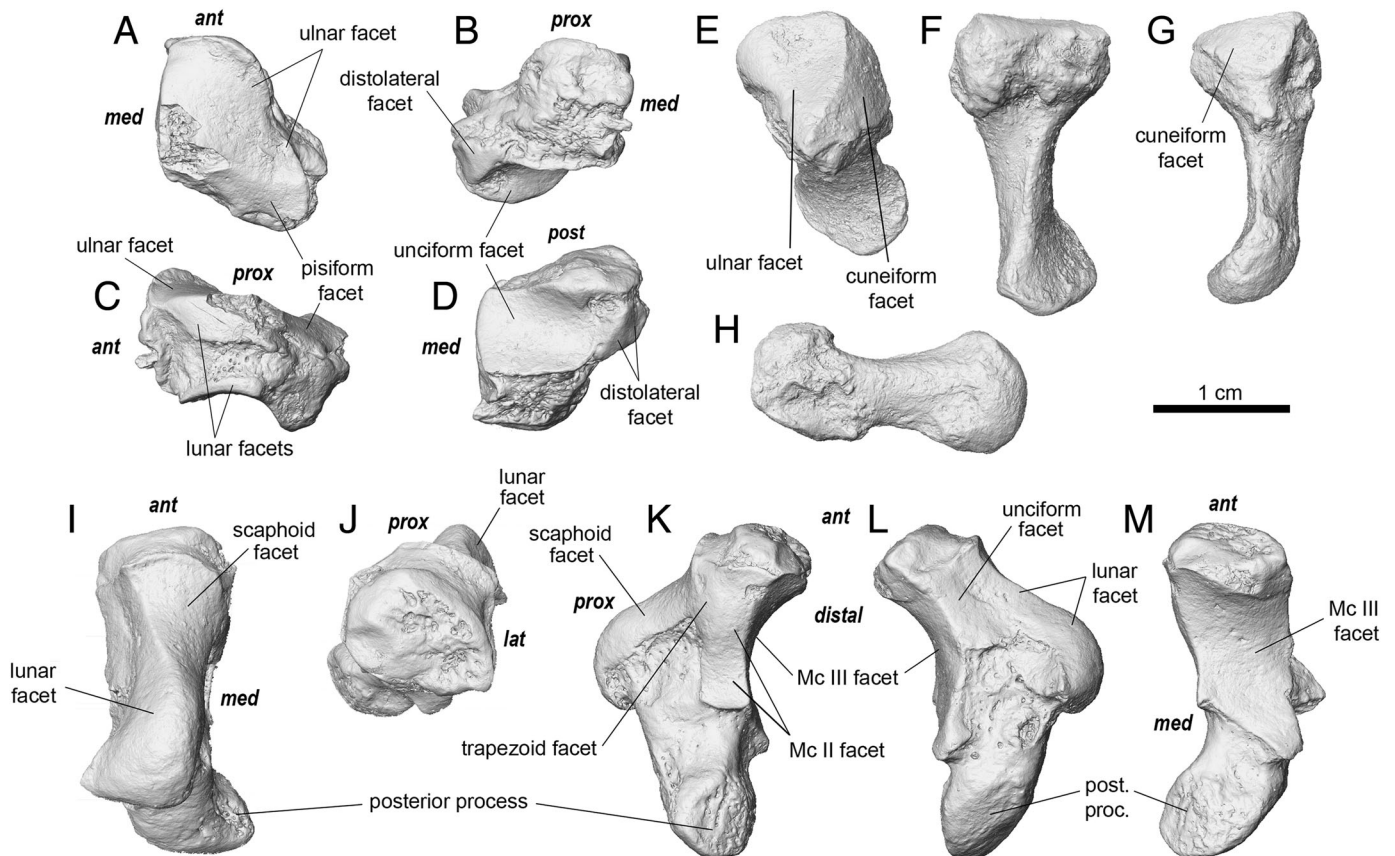 A
ant
ulnar facet
med
B
prox
distolateral
facet
med
E
ulnar facet
cuneiform
facet
F
G
cuneiform
facet
ulnar facet
C
prox
pisiform
facet
ant
lunar facets
unciform facet
post
D
med
distolateral
facet
H
1 cm
I
ant
scaphoid
facet
lunar
facet
med
J
prox
lunar
facet
lat
K
scaphoid
facet
ant
prox
distal
trapezoid facet
Mc III facet
Mc II facet
posterior process
L
unciform
facet
lunar
facet
post.
proc.
M
ant
Mc III
facet
med